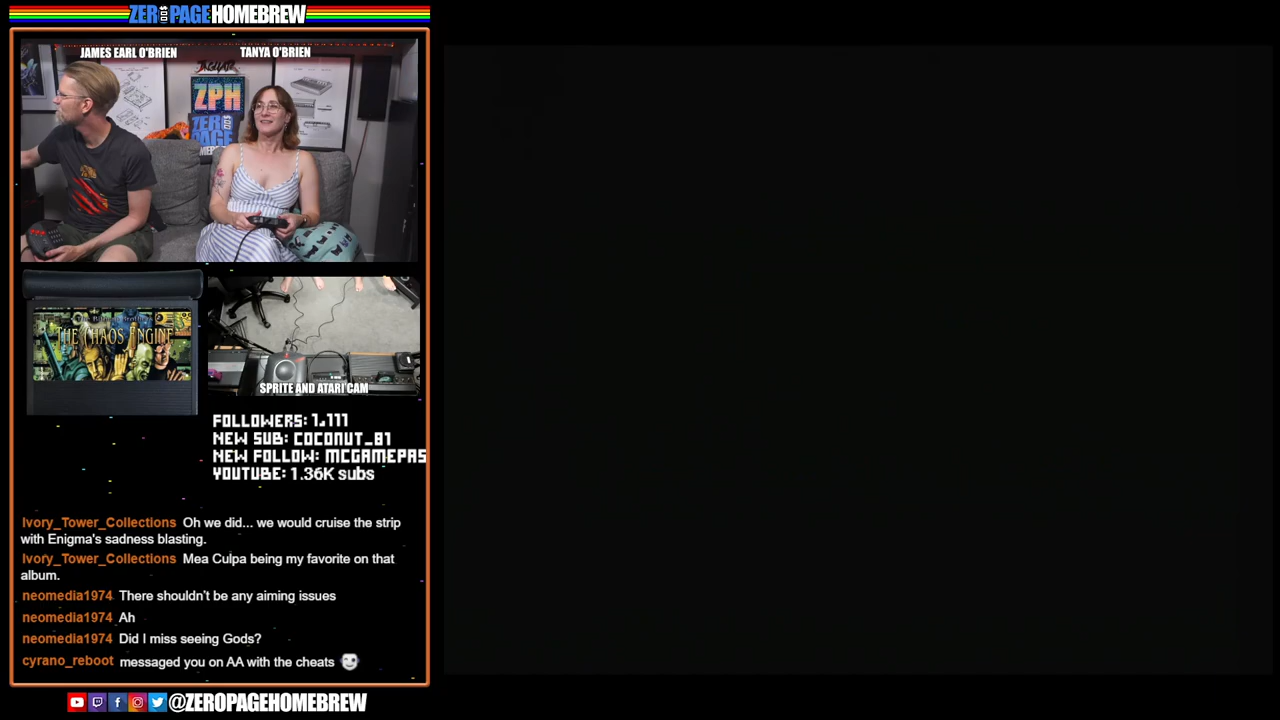 ZERO PAGE HOMEBREW
JAMES EARL O'BRIEN
TANYA O'BRIEN
JAGUAR
ZPH
ZERO
PAGE
THE CHAOS ENGINE
SPRITE AND ATARI CAM
FOLLOWERS: 1,111
NEW SUB: COCONUT_81
NEW FOLLOW: MCGAMEPAS
YOUTUBE: 1.36K subs
Ivory_Tower_Collections Oh we did... we would cruise the strip
with Enigma's sadness blasting.
Ivory_Tower_Collections Mea Culpa being my favorite on that
album.
neomedia1974 There shouldn't be any aiming issues
neomedia1974 Ah
neomedia1974 Did I miss seeing Gods?
cyrano_reboot messaged you on AA with the cheats
@ZEROPAGEHOMEBREW